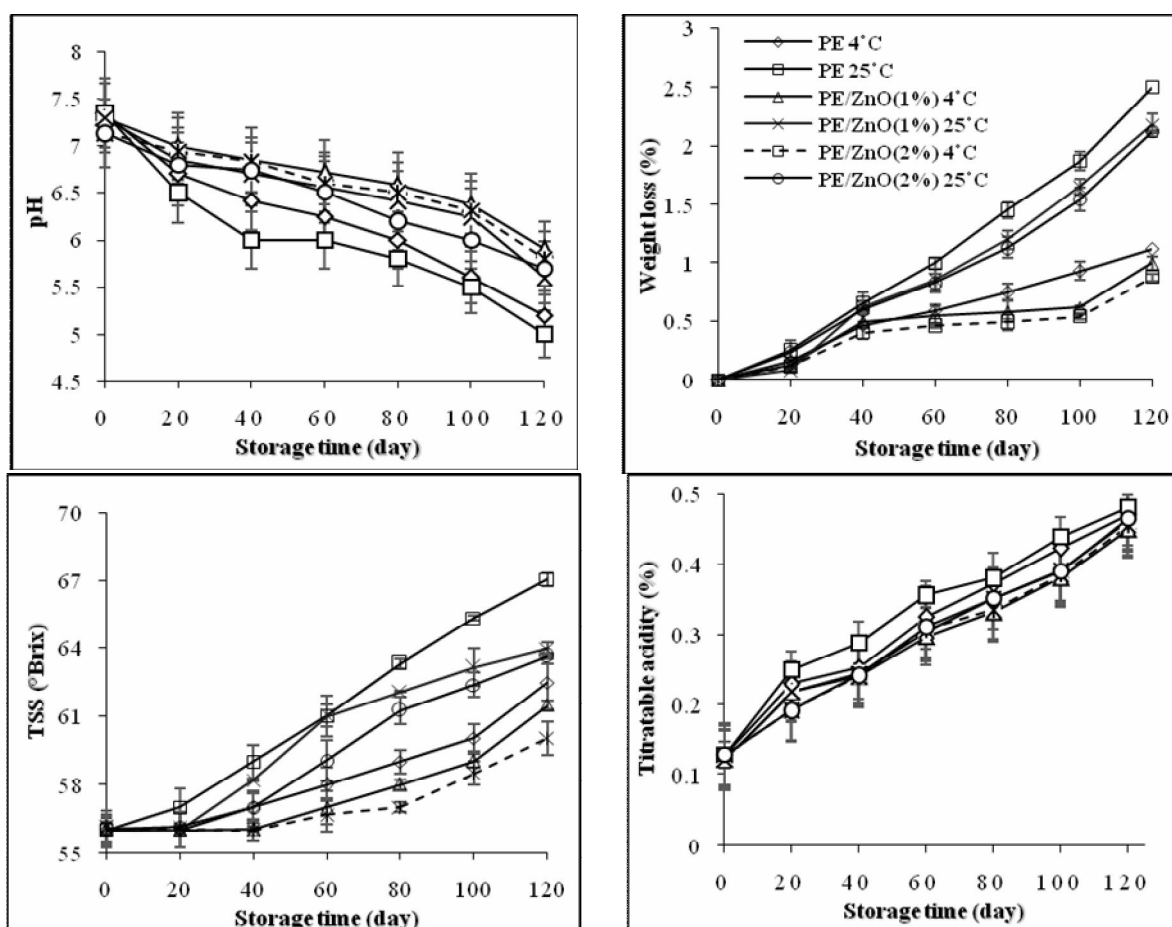 pH
8
7.5
7
6.5
6
5.5
5
4.5
0 20 40 60 80 100 120
Storage time (day)
Weight loss (%)
3
2.5
2
1.5
1
0.5
0
PE 4˚C
PE 25˚C
PE/ZnO(1%) 4˚C
PE/ZnO(1%) 25˚C
PE/ZnO(2%) 4˚C
PE/ZnO(2%) 25˚C
0 20 40 60 80 100 120
Storage time (day)
TSS (ºBrix)
70
67
64
61
58
55
0 20 40 60 80 100 120
Storage time (day)
Titratable acidity (%)
0.5
0.4
0.3
0.2
0.1
0
0 20 40 60 80 100 120
Storage time (day)